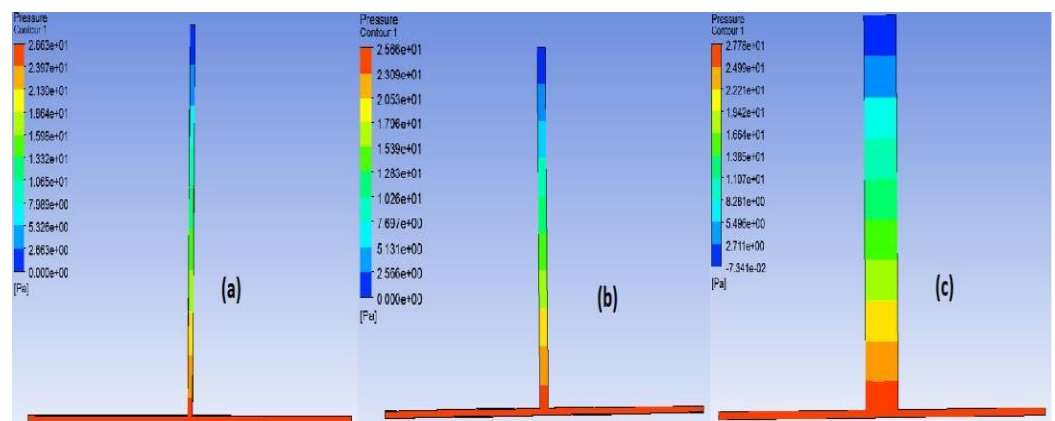 Pressure
Contour 1
2.663e+01
2.397e+01
2.130e+01
1.864e+01
1.598e+01
1.332e+01
1.065e+01
7.989e+00
5.326e+00
2.663e+00
0.000e+00
[Pa]
(a)
Pressure
Contour 1
2.566e+01
2.309e+01
2.053e+01
1.796e+01
1.539e+01
1.283e+01
1.026e+01
7.697e+00
5.131e+00
2.566e+00
0.000e+00
[Pa]
(b)
Pressure
Contour 1
2.778e+01
2.499e+01
2.221e+01
1.942e+01
1.664e+01
1.385e+01
1.107e+01
8.281e+00
5.496e+00
2.711e+00
-7.341e-02
[Pa]
(c)